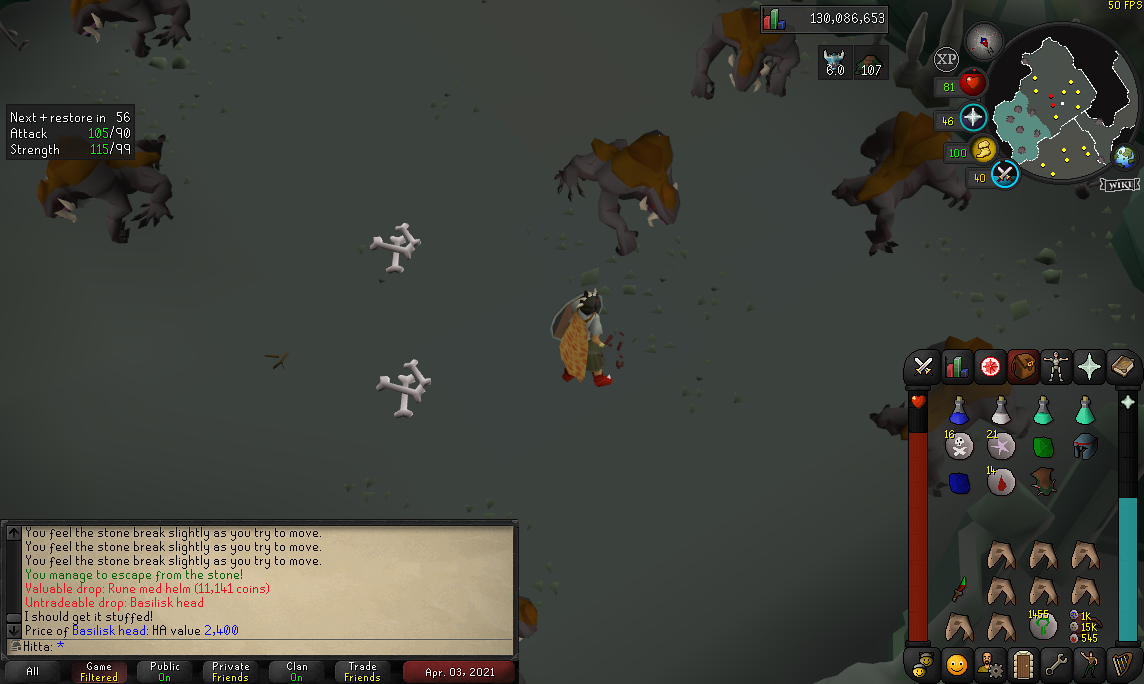 50 FPS
130,086,653
6.0
107
XP
81
46
100
40
WIKI
Next + restore in 56
Attack 105/90
Strength 115/99
16
21
14
1455
1K
15K
545
You feel the stone break slightly as you try to move.
You feel the stone break slightly as you try to move.
You feel the stone break slightly as you try to move.
You manage to escape from the stone!
Valuable drop: Rune med helm (11,141 coins)
Untradeable drop: Basilisk head
I should get it stuffed!
Price of Basilisk head: HA value 2,400
Hitta: *
All
Game
Filtered
Public
On
Private
Friends
Clan
On
Trade
Friends
Apr. 03, 2021